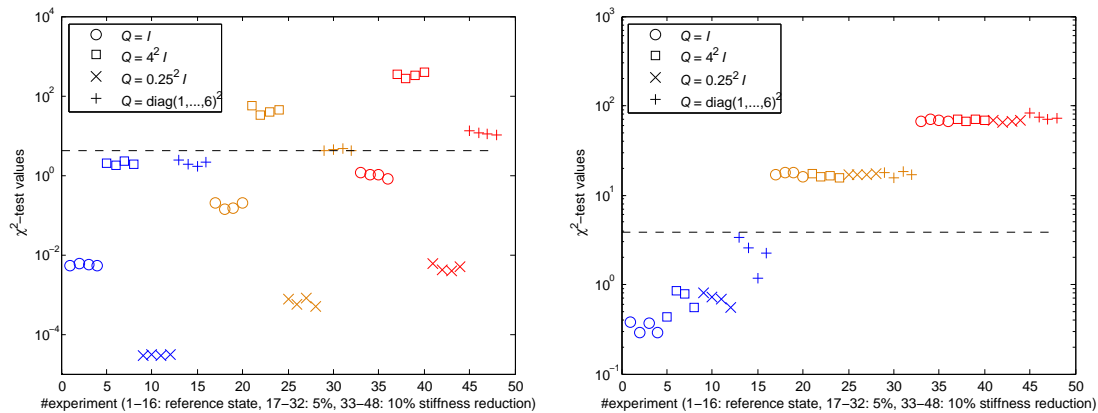 10^4
10^2
10^0
10^-2
10^-4
χ^2-test values
Q = I
Q = 4^2 I
Q = 0.25^2 I
Q = diag(1,...,6)^2
0 5 10 15 20 25 30 35 40 45 50
#experiment (1-16: reference state, 17-32: 5%, 33-48: 10% stiffness reduction)
10^3
10^2
10^1
10^0
10^-1
χ^2-test values
Q = I
Q = 4^2 I
Q = 0.25^2 I
Q = diag(1,...,6)^2
0 5 10 15 20 25 30 35 40 45 50
#experiment (1-16: reference state, 17-32: 5%, 33-48: 10% stiffness reduction)